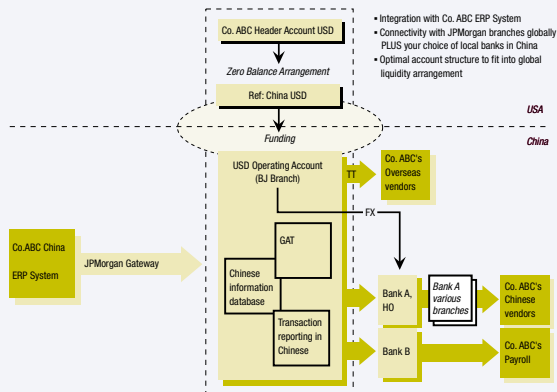 Co. ABC Header Account USD
▪ Integration with Co. ABC ERP System
▪ Connectivity with JPMorgan branches globally
PLUS your choice of local banks in China
▪ Optimal account structure to fit into global
liquidity arrangement
Zero Balance Arrangement
Ref: China USD
USA
China
Funding
USD Operating Account
(BJ Branch)
TT
Co. ABC's
Overseas
vendors
FX
Co.ABC China
ERP System
JPMorgan Gateway
GAT
Chinese
information
database
Transaction
reporting in
Chinese
Bank A,
HO
Bank A
various
branches
Co. ABC's
Chinese
vendors
Bank B
Co. ABC's
Payroll